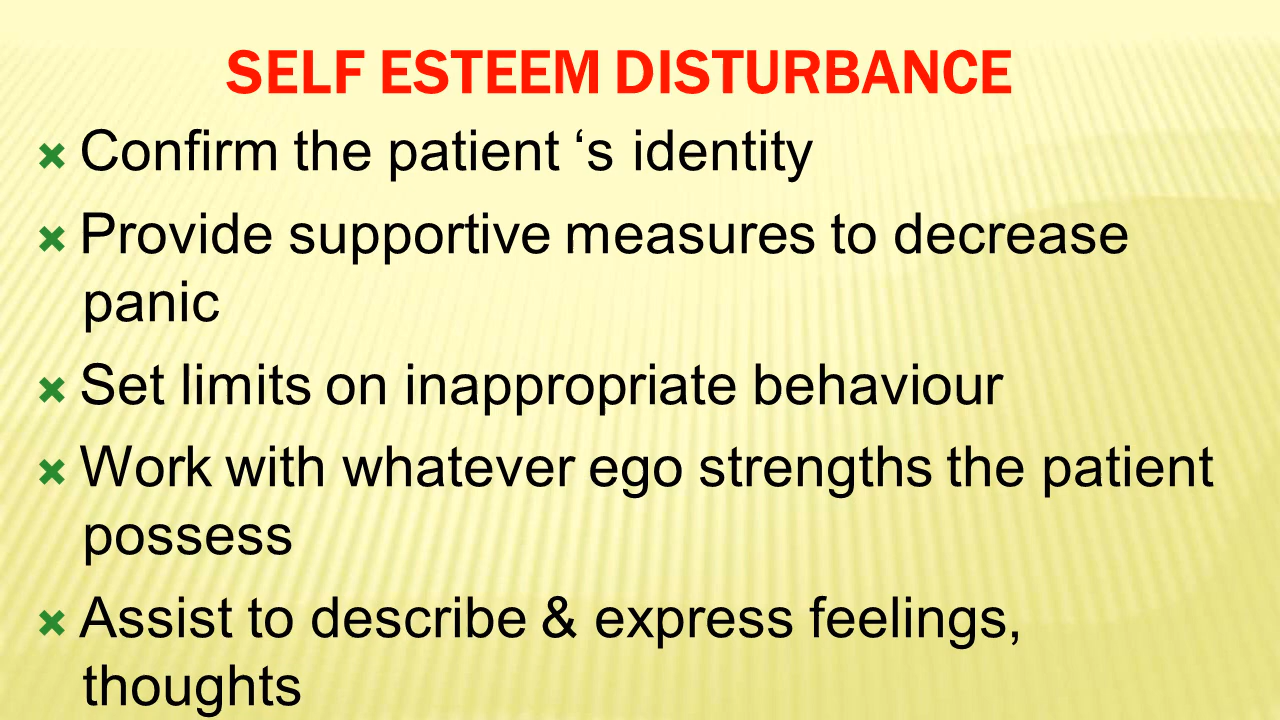 SELF ESTEEM DISTURBANCE
Confirm the patient ‘s identity
Provide supportive measures to decrease
panic
Set limits on inappropriate behaviour
Work with whatever ego strengths the patient
possess
Assist to describe & express feelings,
thoughts